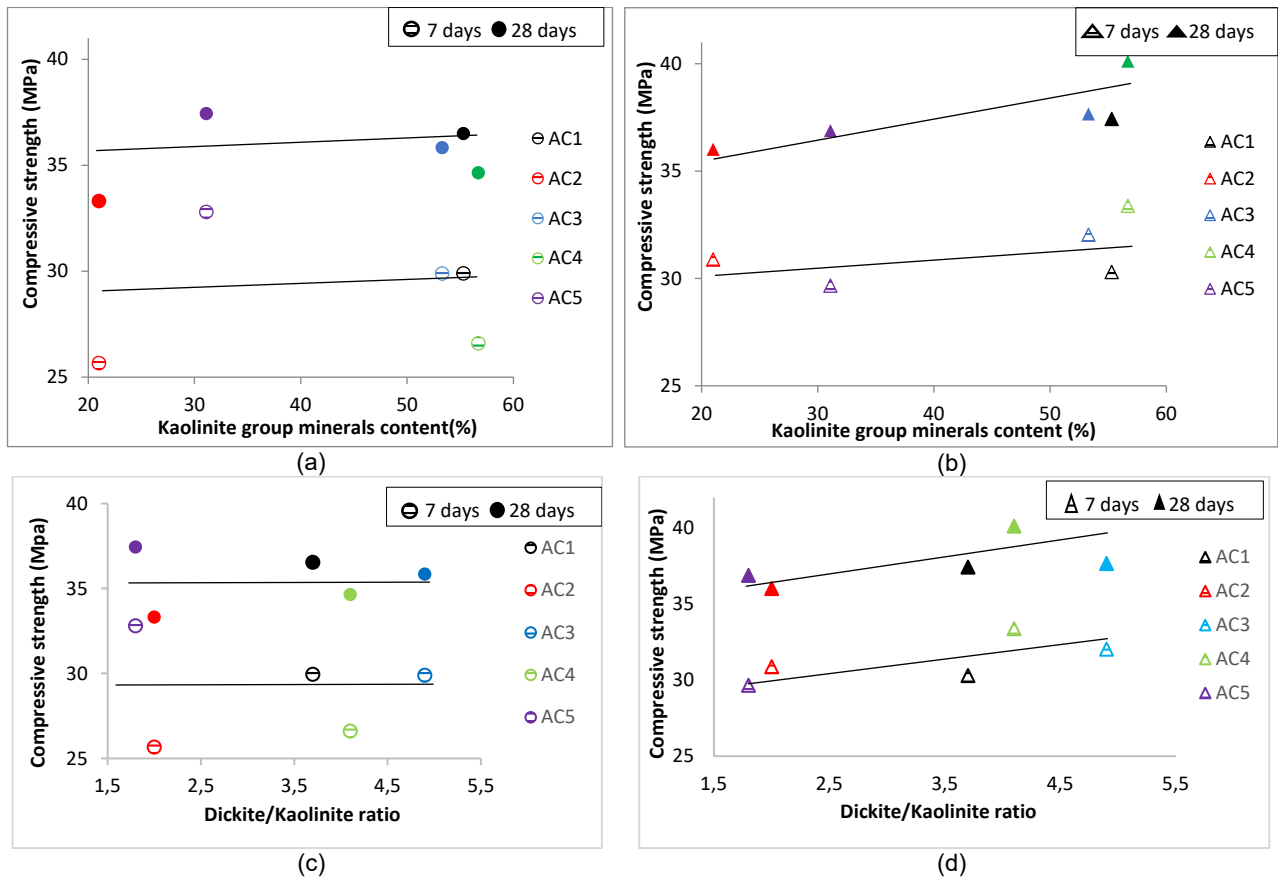 7 days 28 days
40
35
30
25
20 30 40 50 60
Compressive strength (MPa)
Kaolinite group minerals content(%)
AC1
AC2
AC3
AC4
AC5
(a)
7 days 28 days
40
35
30
25
20 30 40 50 60
Compressive strength (MPa)
Kaolinite group minerals content (%)
AC1
AC2
AC3
AC4
AC5
(b)
7 days 28 days
40
35
30
25
1,5 2,5 3,5 4,5 5,5
Compressive strength (Mpa)
Dickite/Kaolinite ratio
AC1
AC2
AC3
AC4
AC5
(c)
7 days 28 days
40
35
30
25
1,5 2,5 3,5 4,5 5,5
Compressive strength (MPa)
Dickite/Kaolinite ratio
AC1
AC2
AC3
AC4
AC5
(d)